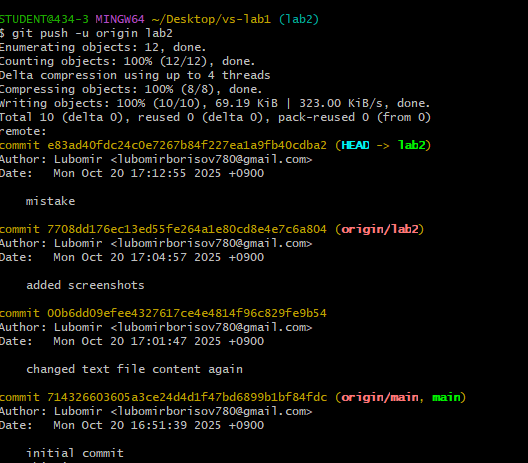 STUDENT@434-3 MINGW64 ~/Desktop/vs-lab1 (lab2)
$ git push -u origin lab2
Enumerating objects: 12, done.
Counting objects: 100% (12/12), done.
Delta compression using up to 4 threads
Compressing objects: 100% (8/8), done.
Writing objects: 100% (10/10), 69.19 KiB | 323.00 KiB/s, done.
Total 10 (delta 0), reused 0 (delta 0), pack-reused 0 (from 0)
remote:
commit e83ad40fdc24c0e7267b84f227ea1a9fb40cdba2 (HEAD -> lab2)
Author: Lubomir <lubomirborisov780@gmail.com>
Date:   Mon Oct 20 17:12:55 2025 +0900
mistake
commit 7708dd176ec13ed55fe264a1e80cd8e4e7c6a804 (origin/lab2)
Author: Lubomir <lubomirborisov780@gmail.com>
Date:   Mon Oct 20 17:04:57 2025 +0900
added screenshots
commit 00b6dd09efee4327617ce4e4814f96c829fe9b54
Author: Lubomir <lubomirborisov780@gmail.com>
Date:   Mon Oct 20 17:01:47 2025 +0900
changed text file content again
commit 714326603605a3ce24d4d1f47bd6899b1bf84fdc (origin/main, main)
Author: Lubomir <lubomirborisov780@gmail.com>
Date:   Mon Oct 20 16:51:39 2025 +0900
initial commit